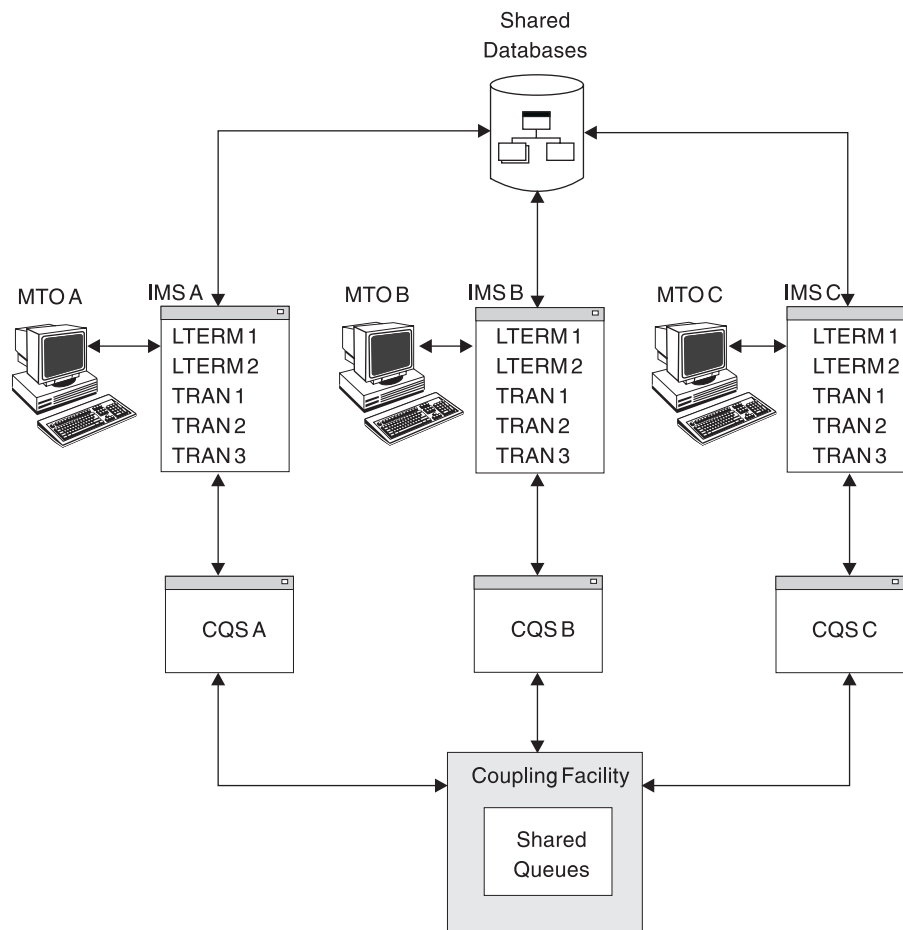 Shared
Databases
MTO A
IMS A
MTO B
IMS B
MTO C
IMS C
LTERM 1
LTERM 2
TRAN 1
TRAN 2
TRAN 3
LTERM 1
LTERM 2
TRAN 1
TRAN 2
TRAN 3
LTERM 1
LTERM 2
TRAN 1
TRAN 2
TRAN 3
CQS A
CQS B
CQS C
Coupling Facility
Shared
Queues